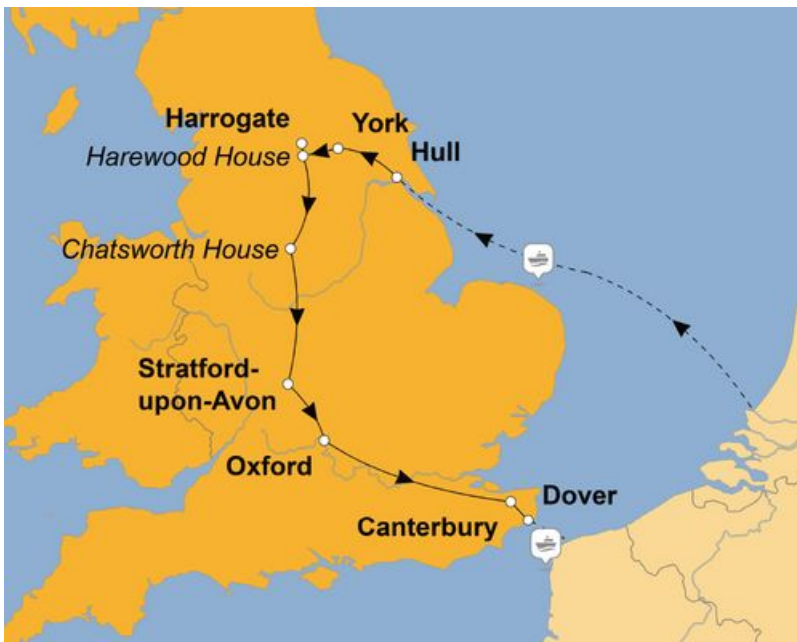 Harrogate
York
Harewood House
Hull
Chatsworth House
Stratford-
upon-Avon
Oxford
Dover
Canterbury